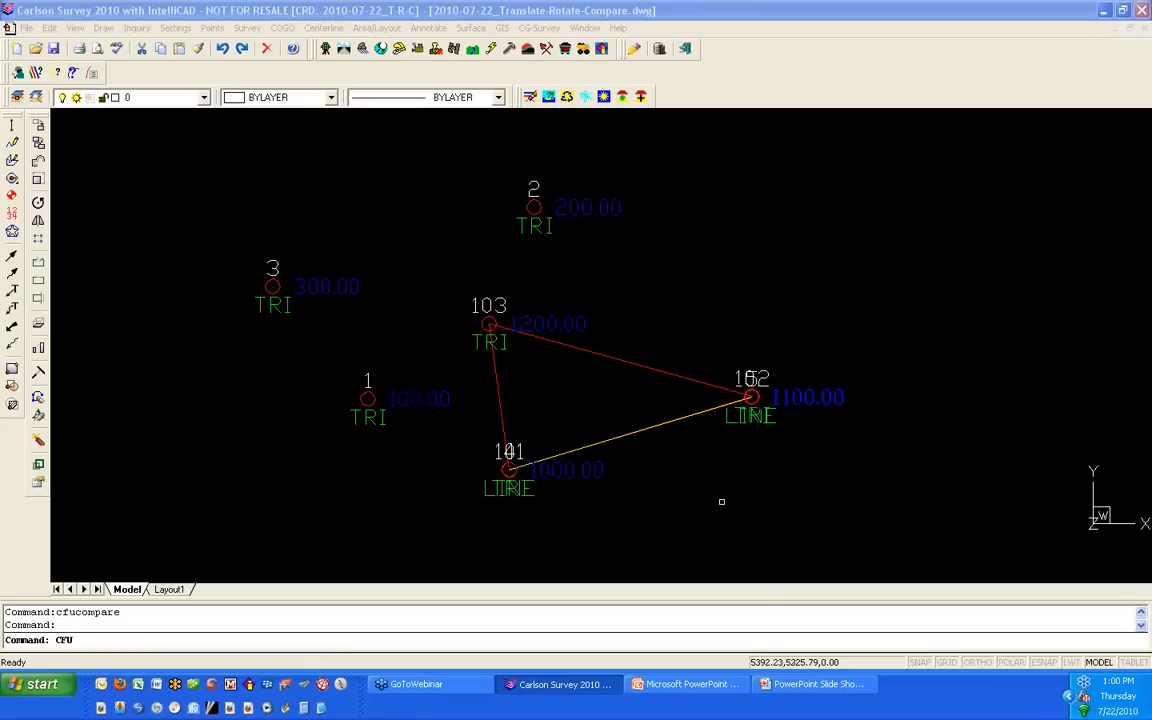 Carlson Survey 2010 with IntelliCAD - NOT FOR RESALE [CRD: 2010-07-22_T-R-C] - [2010-07-22_Translate-Rotate-Compare.dwg]
File Edit View Draw Inquiry Settings Points Survey COGO Centerline Area/Layout Annotate Surface GIS CG-Survey Window Help
0 BYLAYER BYLAYER
2
200.00
TRI
3
300.00
TRI
103
1200.00
TRI
1
100.00
TRI
1100.00
1000.00
Y
W
Z X
Model Layout1
Command:cfucompare
Command:
Command: CFU
Ready 5392.23,5325.79,0.00 SNAP GRID ORTHO POLAR ESNAP LWT MODEL TABLET
start GoToWebinar Carlson Survey 2010 ... Microsoft PowerPoint ... PowerPoint Slide Sho...
1:00 PM
Thursday
7/22/2010